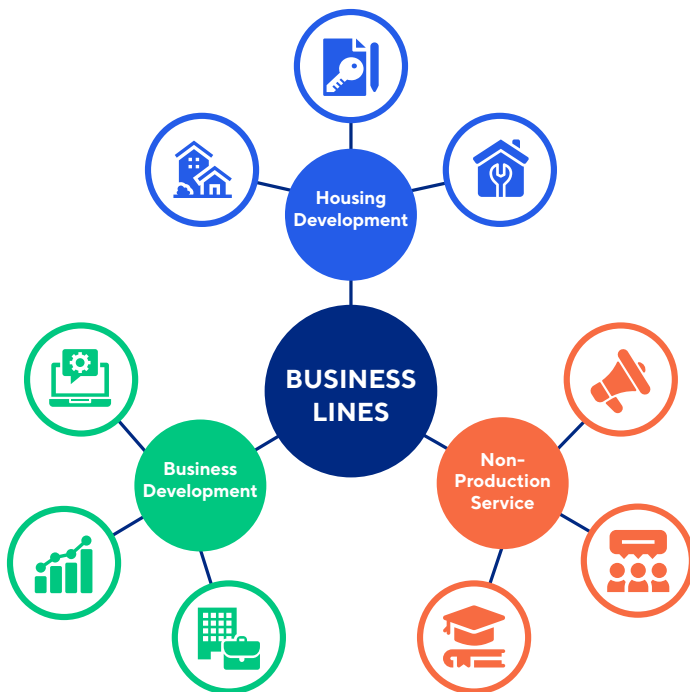 Housing
Development
BUSINESS
LINES
Business
Development
Non-
Production
Service